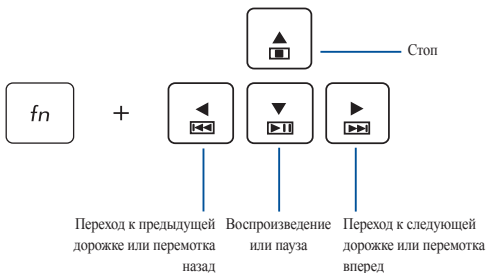 Стоп
fn +
Переход к предыдущей
дорожке или перемотка
назад
Воспроизведение
или пауза
Переход к следующей
дорожке или перемотка
вперед